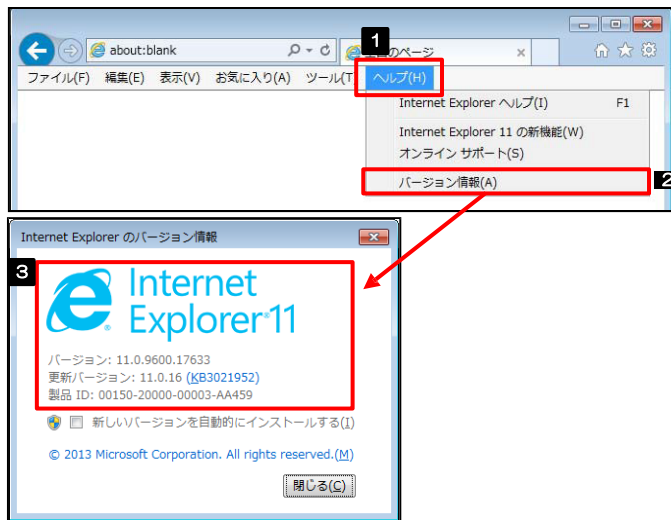 1
about:blank
のページ
ファイル(F) 編集(E) 表示(V) お気に入り(A) ツール(T ヘルプ(H)
Internet Explorer ヘルプ(I) F1
Internet Explorer 11 の新機能(W)
オンライン サポート(S)
バージョン情報(A)
2
Internet Explorer のバージョン情報
3
Internet
Explorer 11
バージョン: 11.0.9600.17633
更新バージョン: 11.0.16 (KB3021952)
製品 ID: 00150-20000-00003-AA459
新しいバージョンを自動的にインストールする(I)
© 2013 Microsoft Corporation. All rights reserved.(M)
閉じる(C)